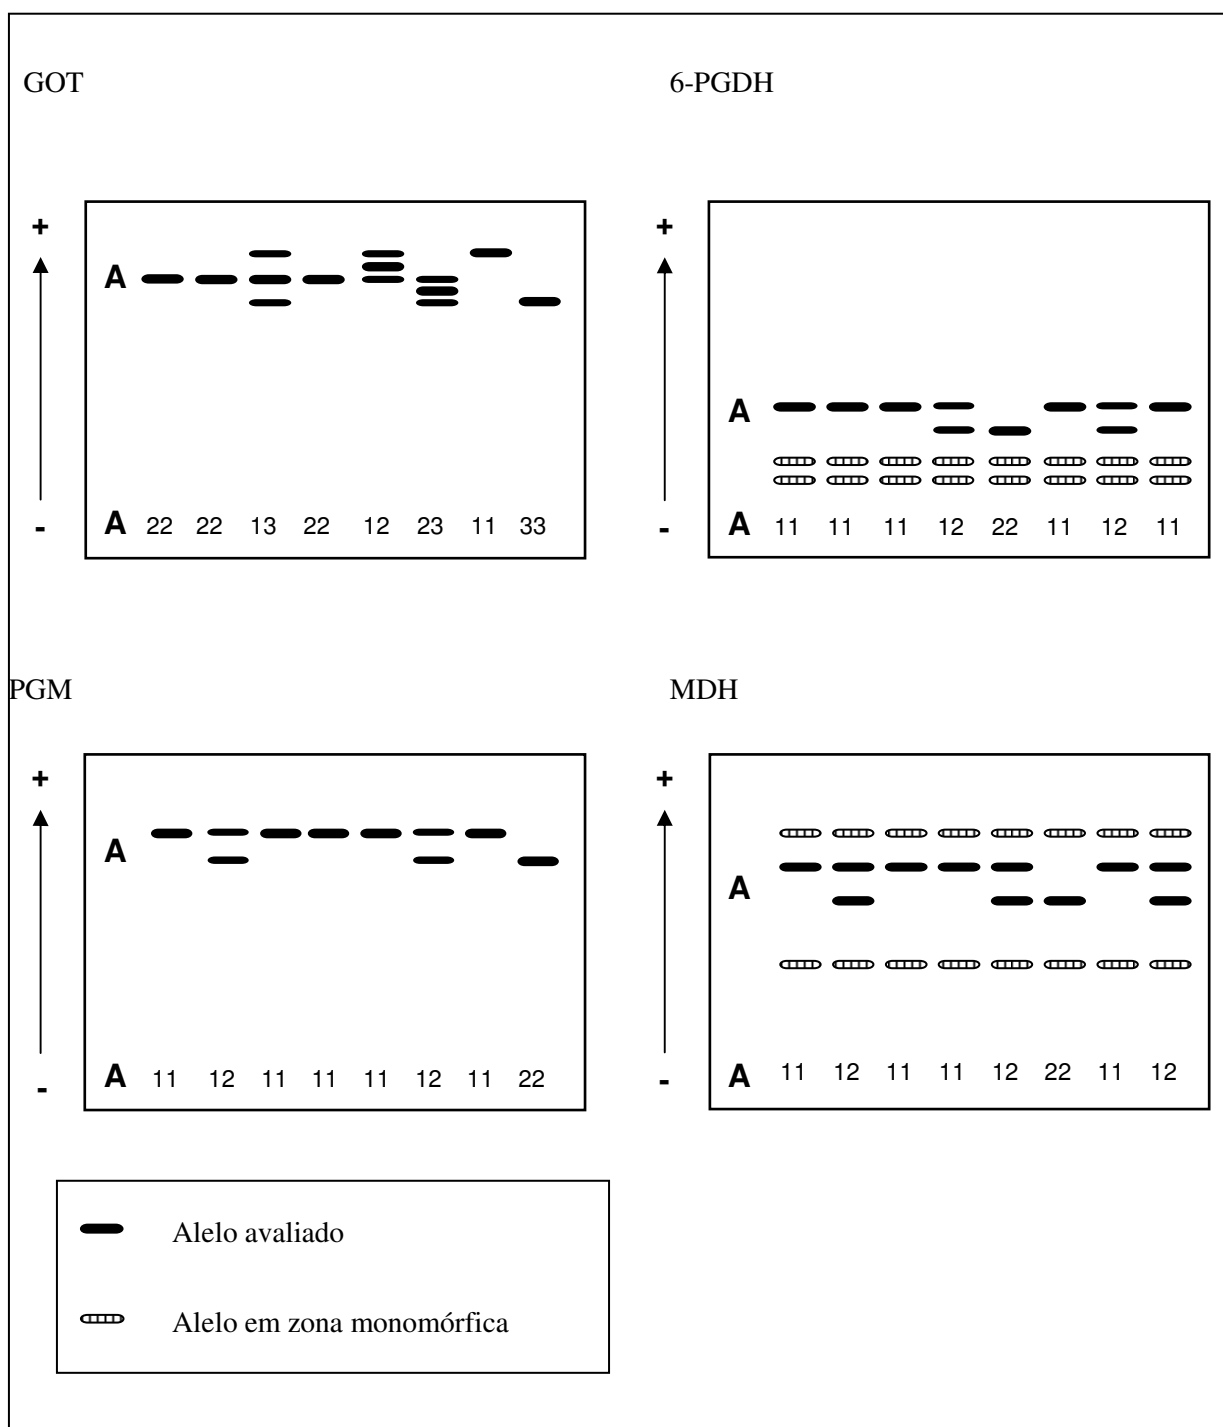 GOT
6-PGDH
+
+
A
A
- A 22 22 13 22 12 23 11 33
- A 11 11 11 12 22 11 12 11
PGM
MDH
+
+
A
A
- A 11 12 11 11 11 12 11 22
- A 11 12 11 11 12 22 11 12
Alelo avaliado
Alelo em zona monomórfica